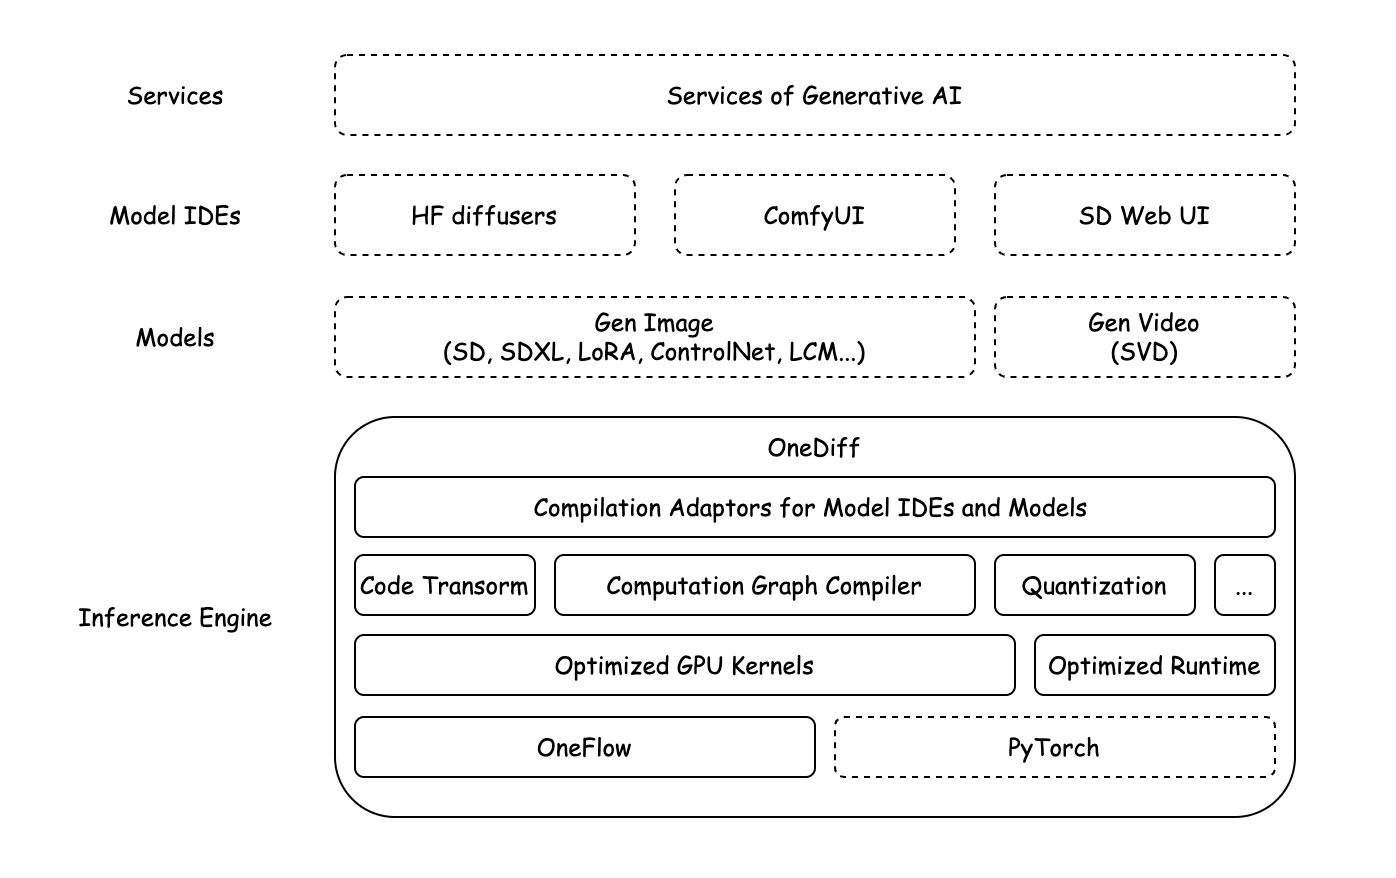 Services
Services of Generative AI
Model IDEs
HF diffusers
ComfyUI
SD Web UI
Models
Gen Image
(SD, SDXL, LoRA, ControlNet, LCM...)
Gen Video
(SVD)
Inference Engine
OneDiff
Compilation Adaptors for Model IDEs and Models
Code Transorm
Computation Graph Compiler
Quantization
...
Optimized GPU Kernels
Optimized Runtime
OneFlow
PyTorch